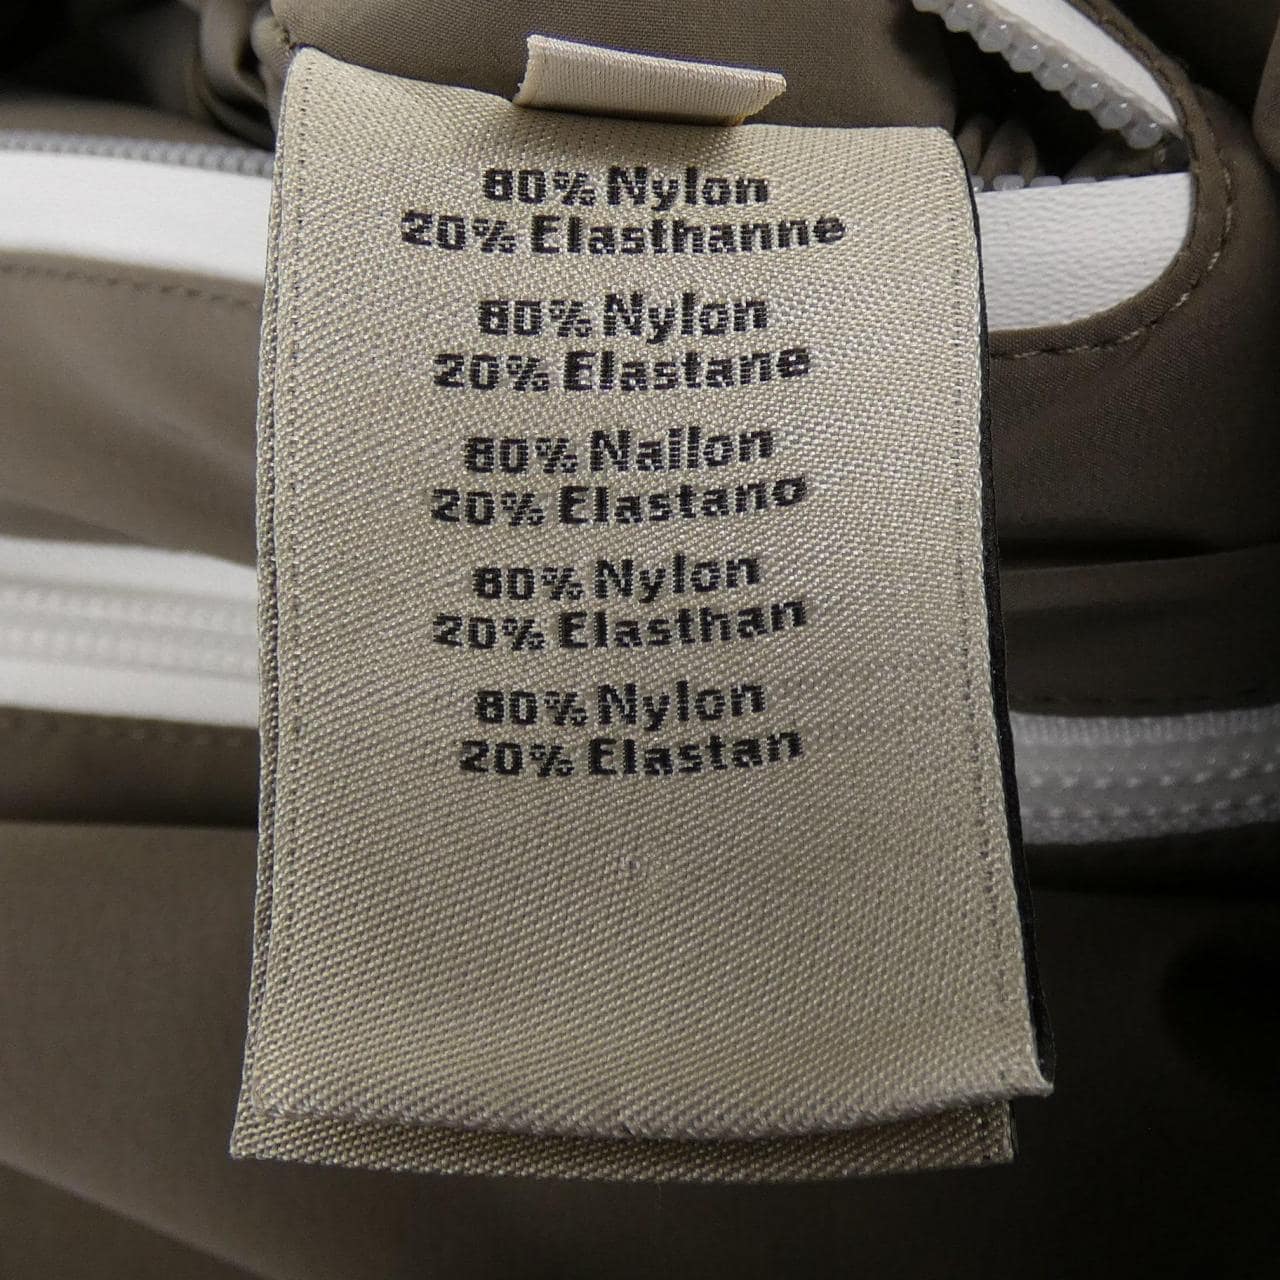 80% Nylon
20% Elasthanne
80% Nylon
20% Elastane
80% Nailon
20% Elastano
80% Nylon
20% Elasthan
80% Nylon
20% Elastan